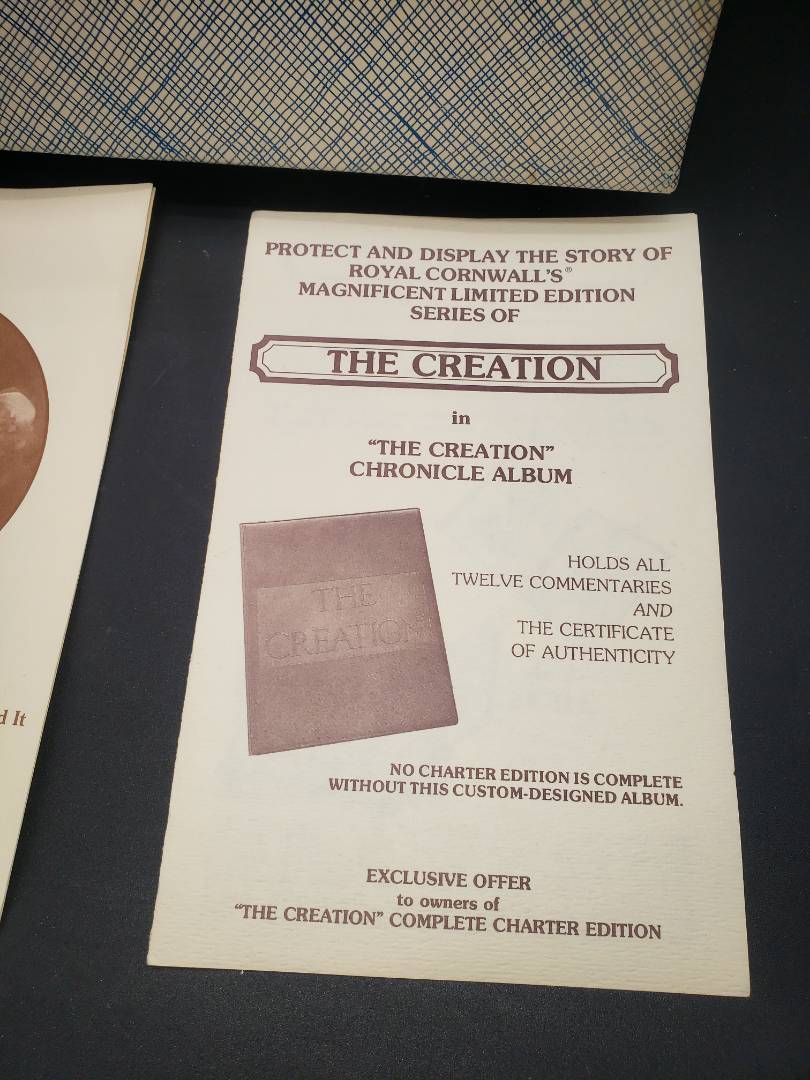 PROTECT AND DISPLAY THE STORY OF
ROYAL CORNWALL'S®
MAGNIFICENT LIMITED EDITION
SERIES OF
THE CREATION
in
“THE CREATION”
CHRONICLE ALBUM
THE
CREATION
HOLDS ALL
TWELVE COMMENTARIES
AND
THE CERTIFICATE
OF AUTHENTICITY
NO CHARTER EDITION IS COMPLETE
WITHOUT THIS CUSTOM-DESIGNED ALBUM.
EXCLUSIVE OFFER
to owners of
“THE CREATION” COMPLETE CHARTER EDITION
It